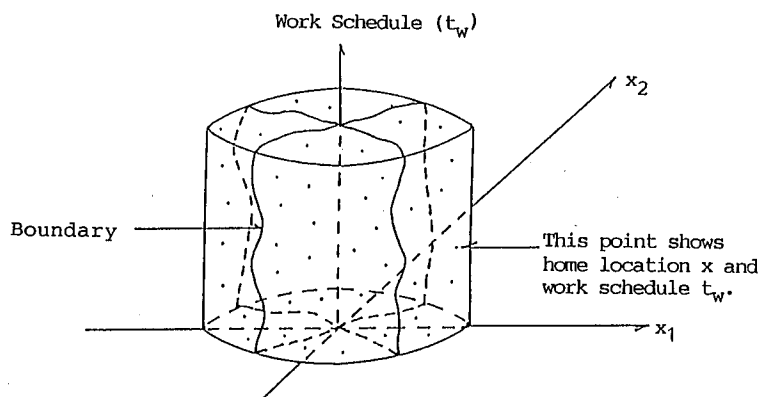 Work Schedule (t_w)
x_2
Boundary
This point shows
home location x and
work schedule t_w.
x_1